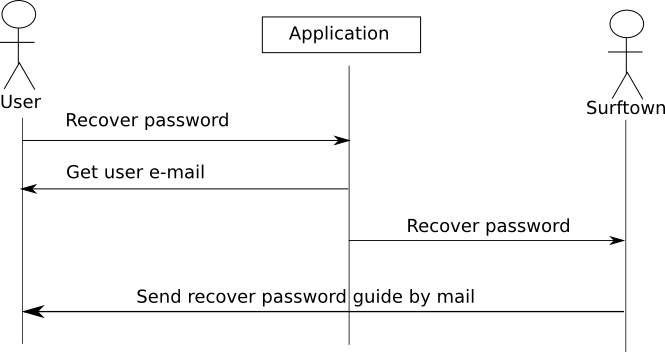 Application
User
Surftown
Recover password
Get user e-mail
Recover password
Send recover password guide by mail